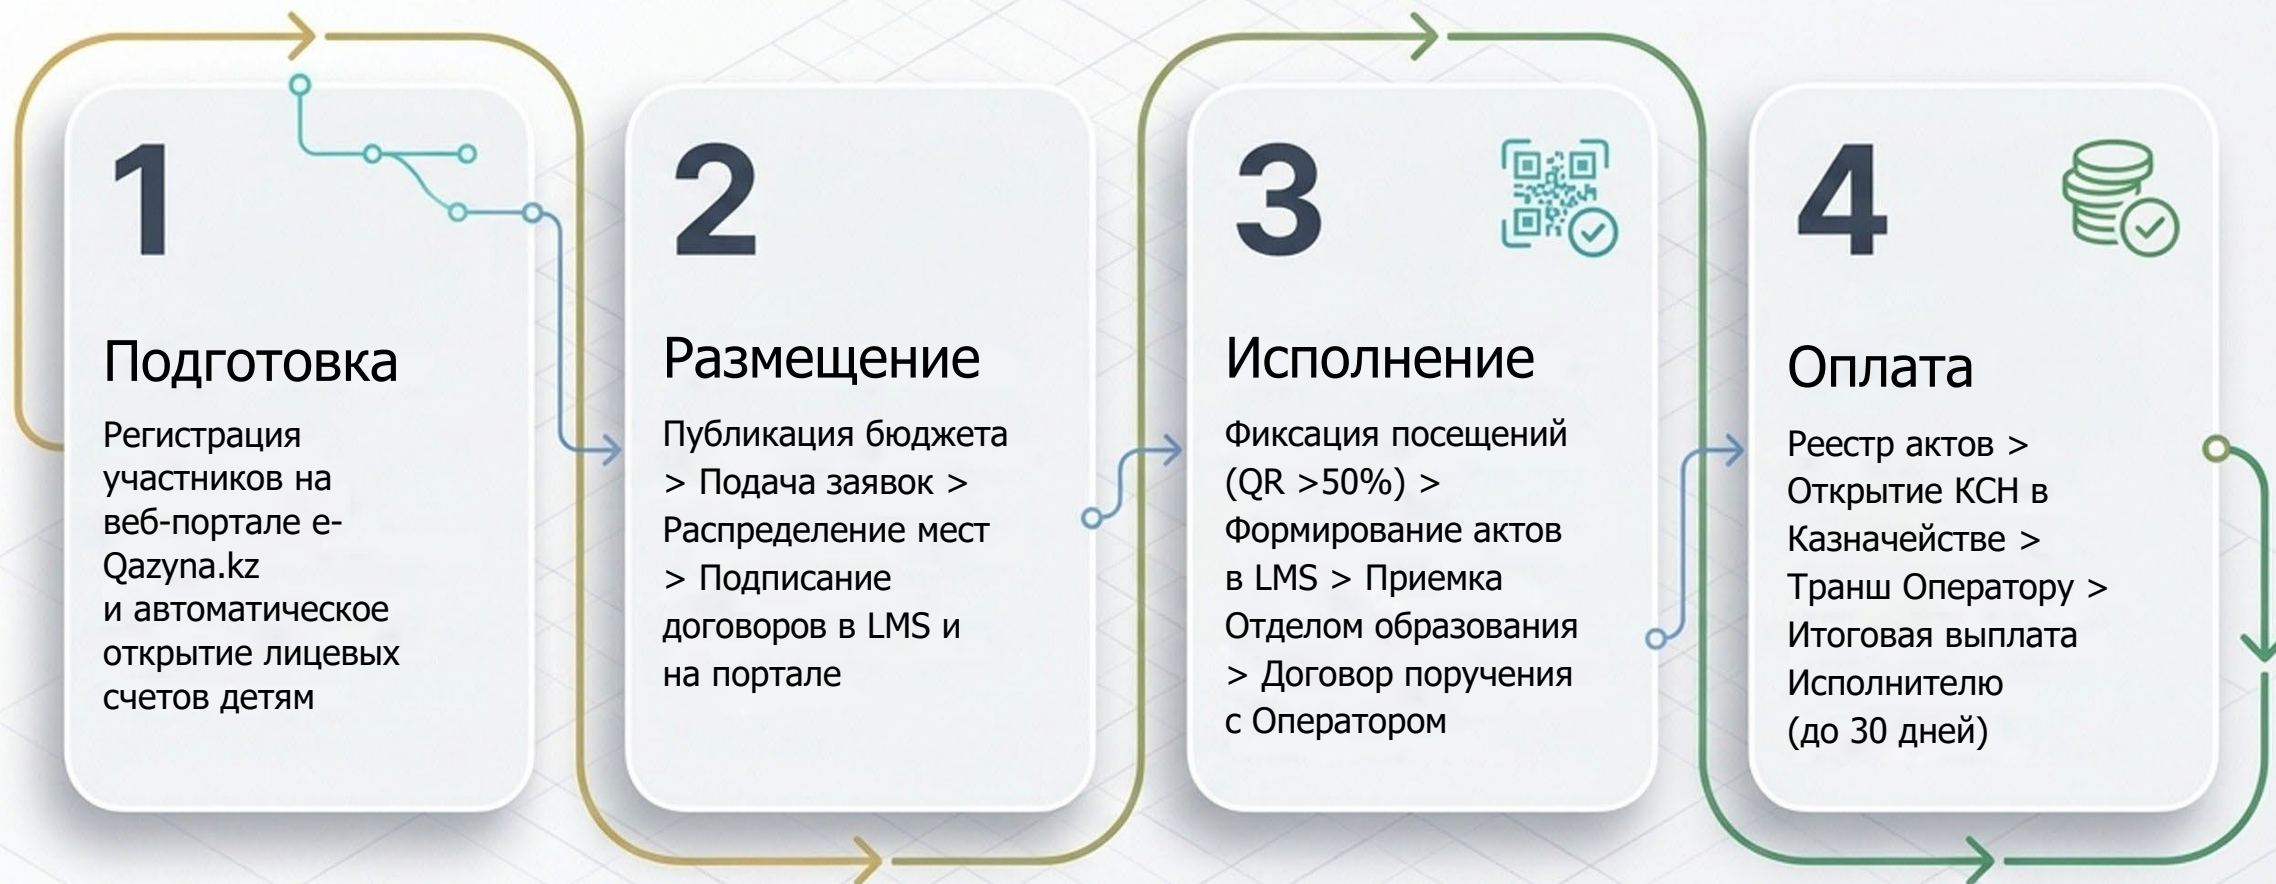 1
Подготовка
Регистрация
участников на
веб-портале e-
Qazyna.kz
и автоматическое
открытие лицевых
счетов детям
2
Размещение
Публикация бюджета
> Подача заявок >
Распределение мест
> Подписание
договоров в LMS и
на портале
3
Исполнение
Фиксация посещений
(QR >50%) >
Формирование актов
в LMS > Приемка
Отделом образования
> Договор поручения
с Оператором
4
Оплата
Реестр актов >
Открытие КСН в
Казначействе >
Транш Оператору >
Итоговая выплата
Исполнителю
(до 30 дней)